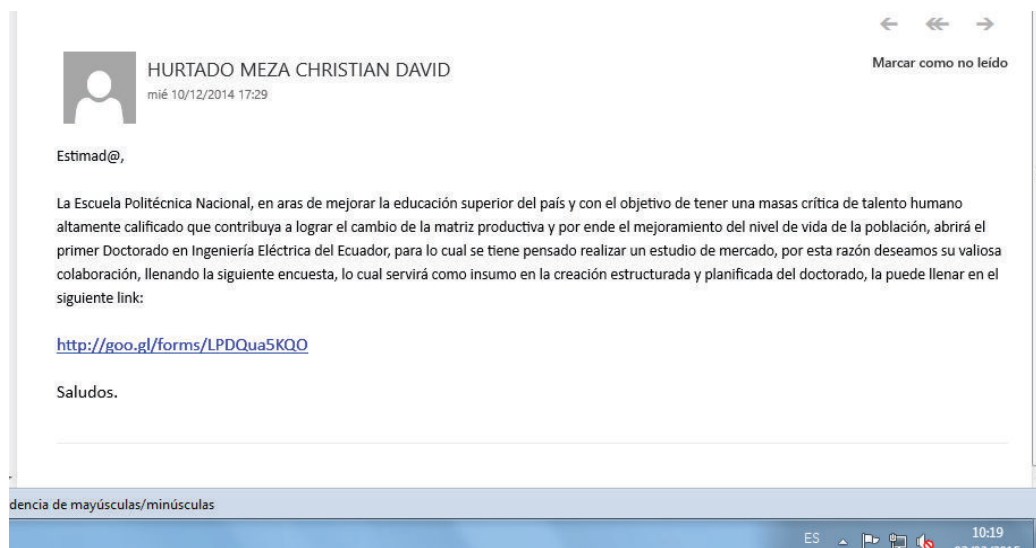 HURTADO MEZA CHRISTIAN DAVID
mié 10/12/2014 17:29
Marcar como no leído
Estimad@,
La Escuela Politécnica Nacional, en aras de mejorar la educación superior del país y con el objetivo de tener una masas crítica de talento humano
altamente calificado que contribuya a lograr el cambio de la matriz productiva y por ende el mejoramiento del nivel de vida de la población, abrirá el
primer Doctorado en Ingeniería Eléctrica del Ecuador, para lo cual se tiene pensado realizar un estudio de mercado, por esta razón deseamos su valiosa
colaboración, llenando la siguiente encuesta, lo cual servirá como insumo en la creación estructurada y planificada del doctorado, la puede llenar en el
siguiente link:
http://goo.gl/forms/LPDQua5KQO
Saludos.
dencia de mayúsculas/minúsculas
ES
10:19